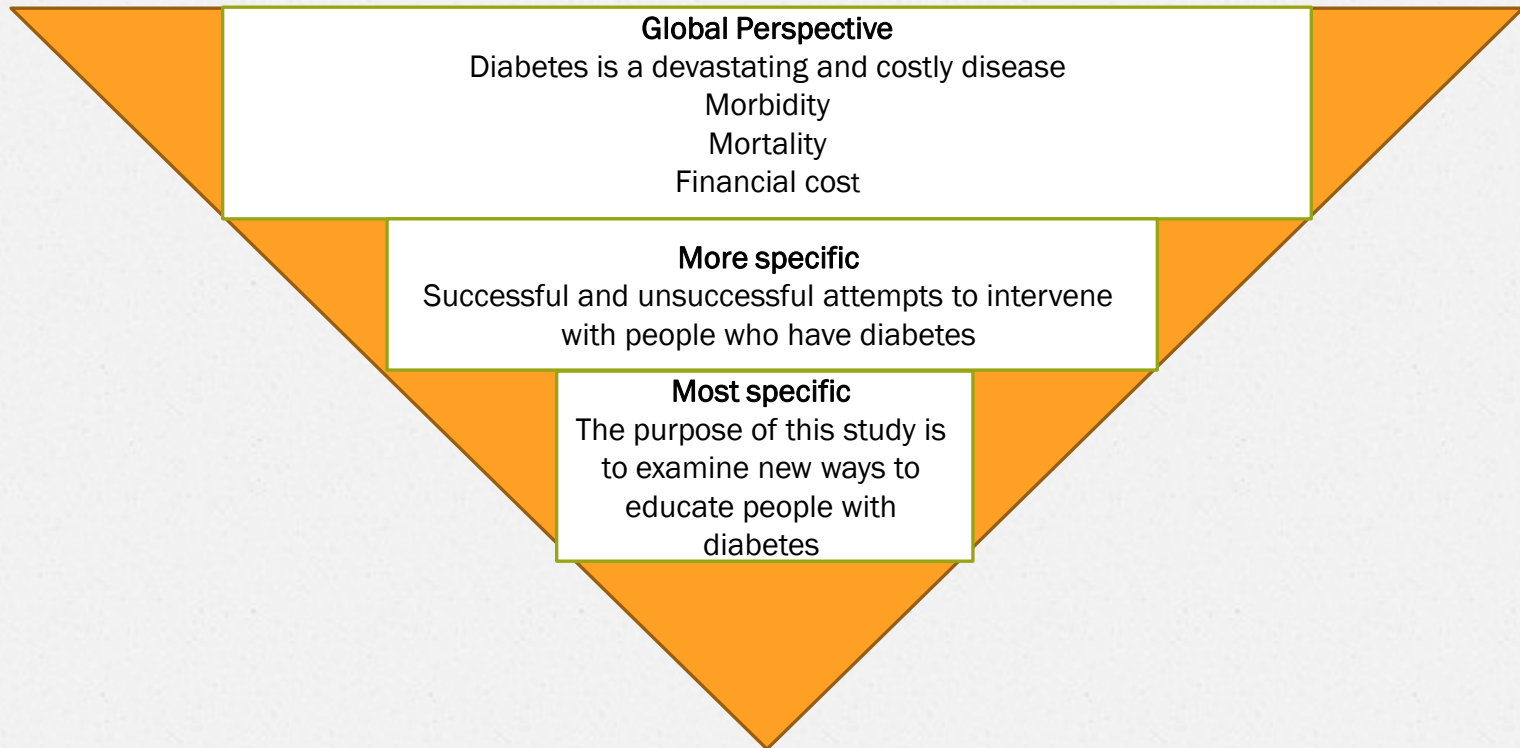 Global Perspective
Diabetes is a devastating and costly disease
Morbidity
Mortality
Financial cost
More specific
Successful and unsuccessful attempts to intervene
with people who have diabetes
Most specific
The purpose of this study is
to examine new ways to
educate people with
diabetes